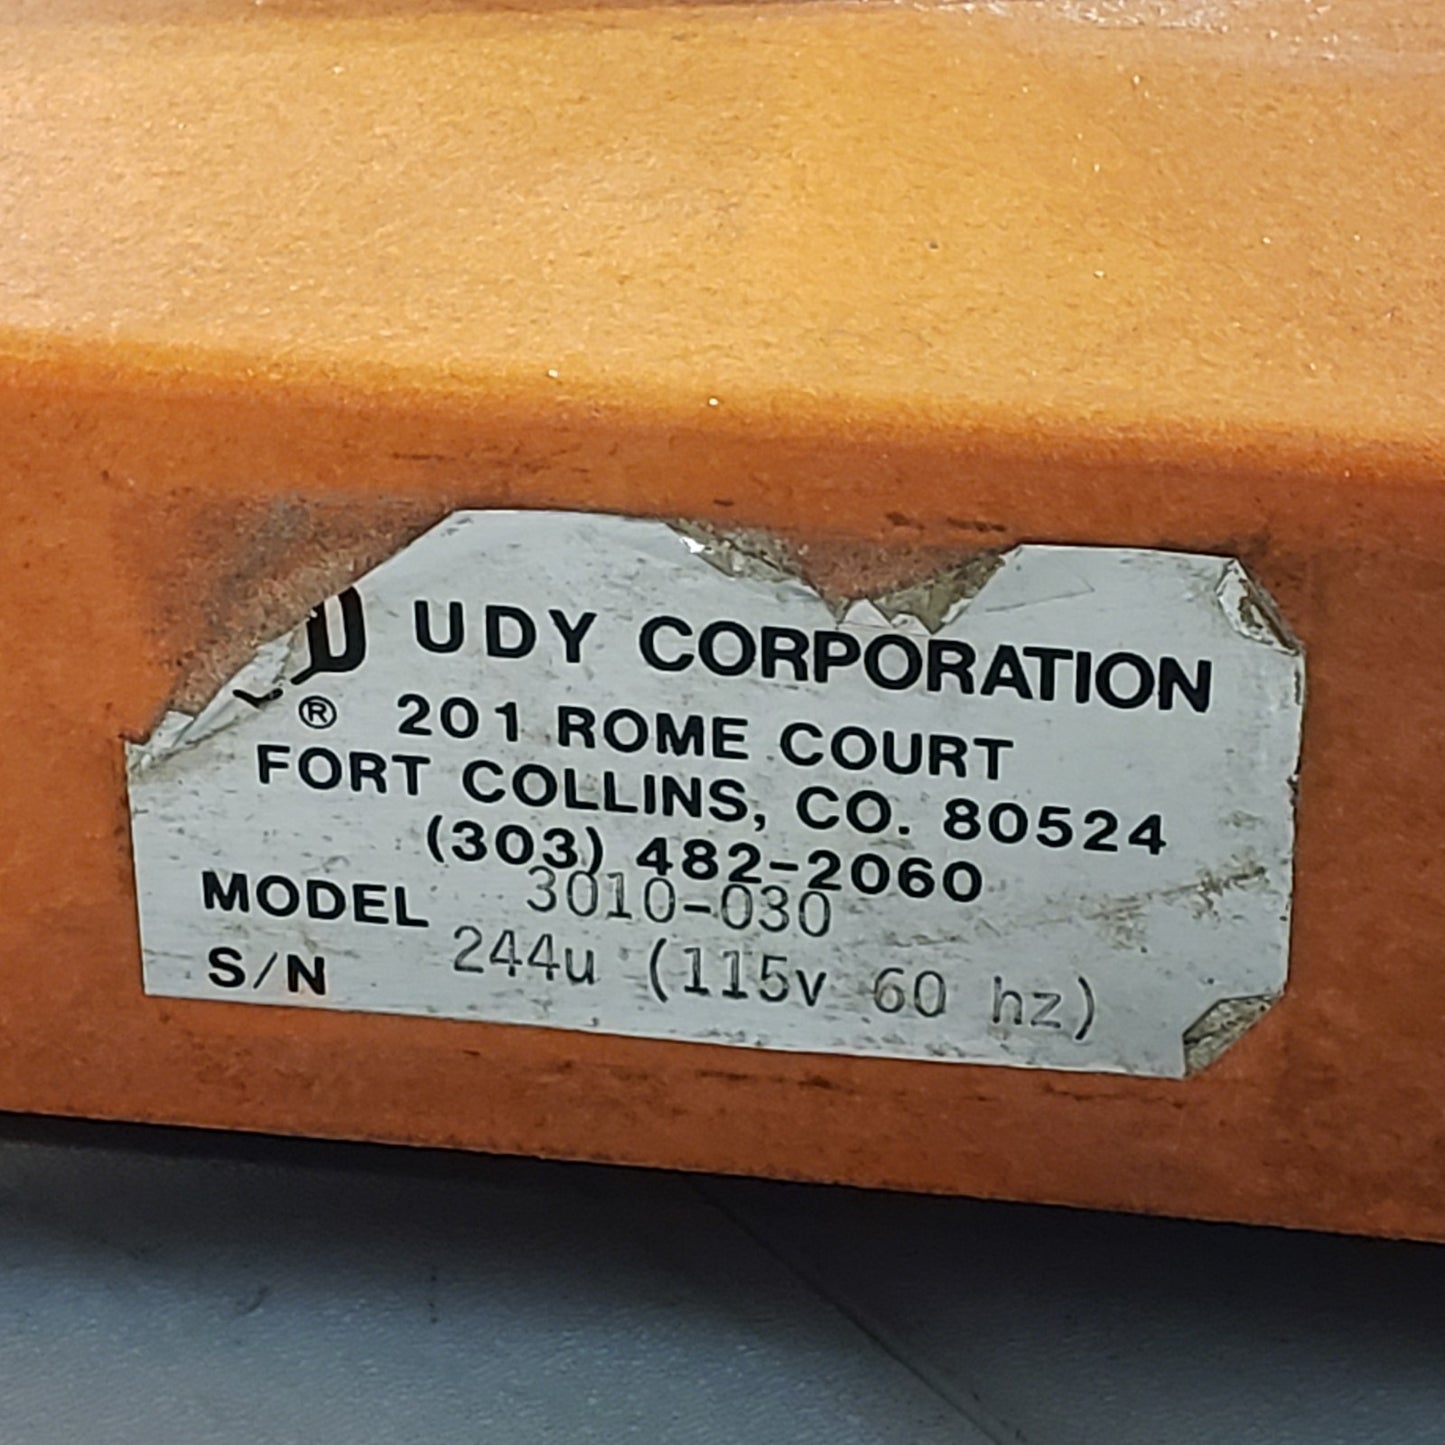 UDY CORPORATION
® 201 ROME COURT
FORT COLLINS, CO. 80524
(303) 482-2060
MODEL 3010-030
S/N 244u (115v 60 hz)